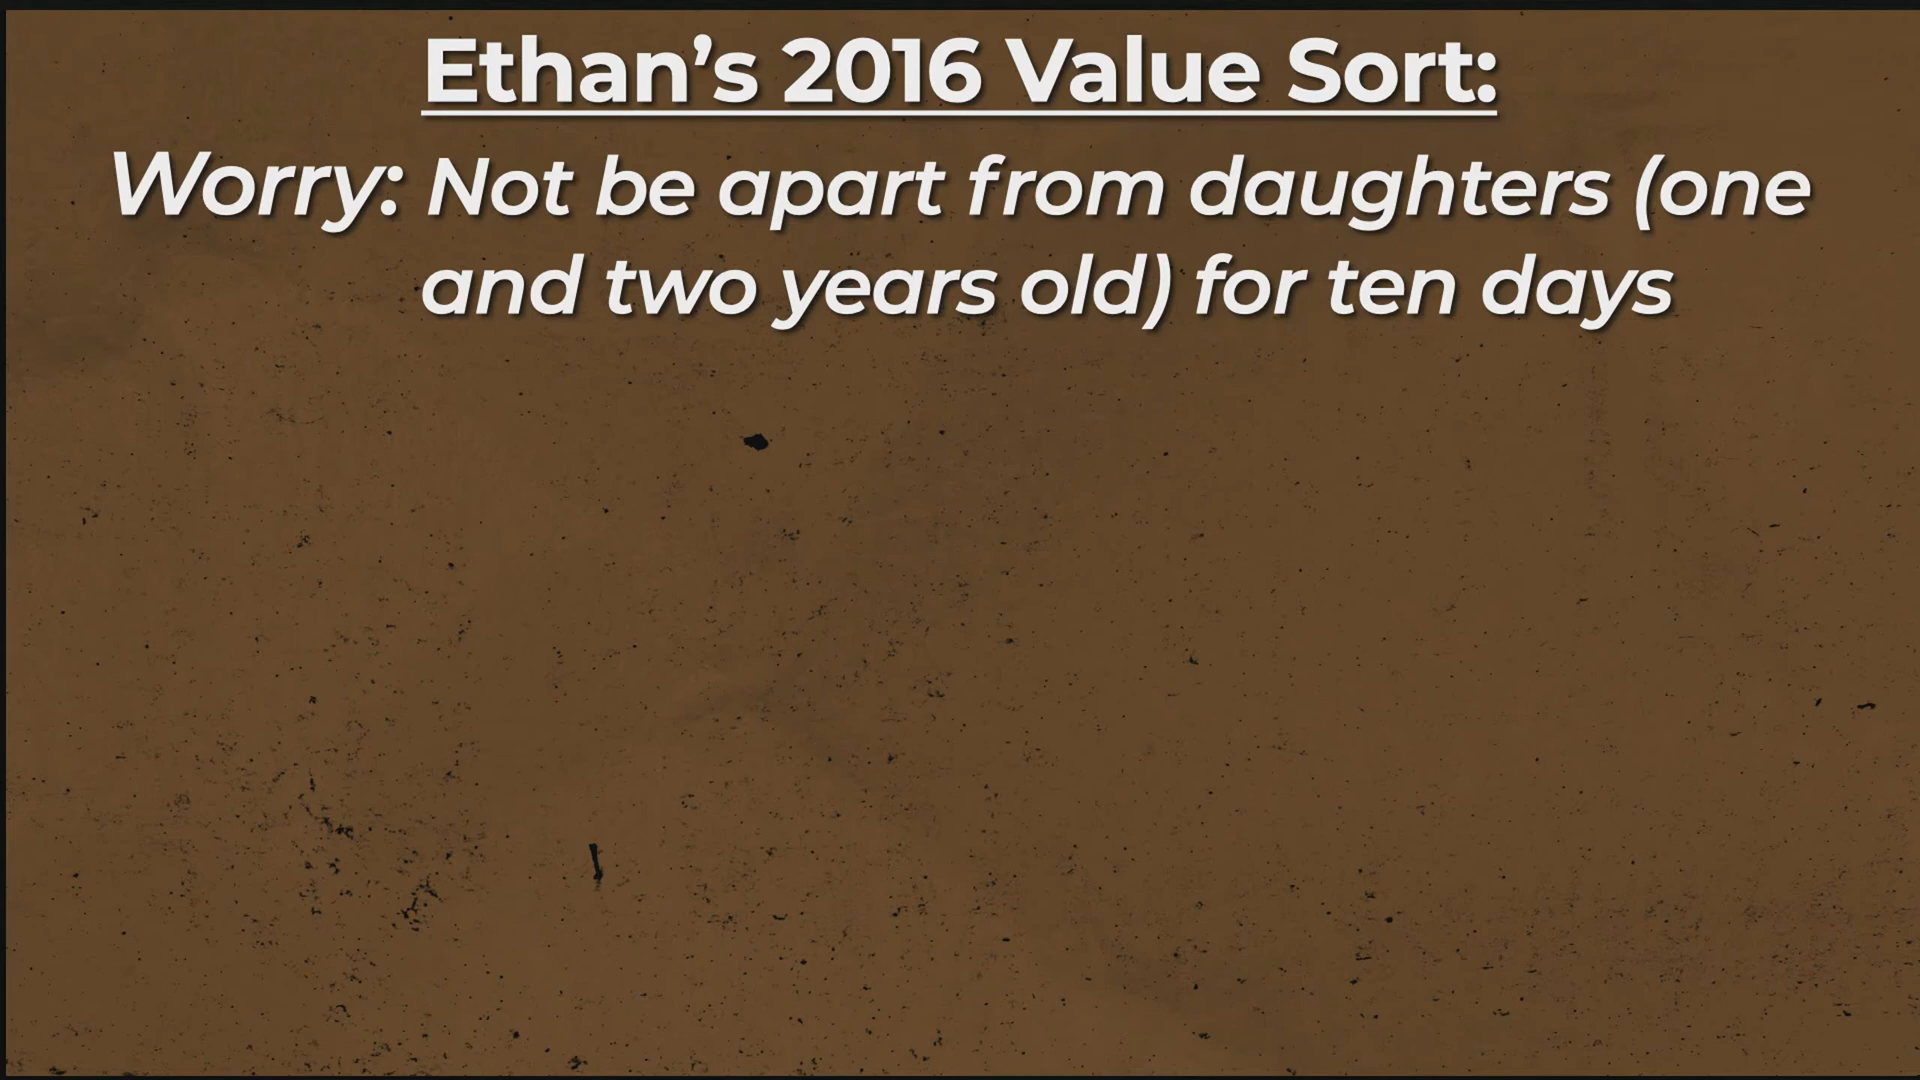 Ethan’s 2016 Value Sort:
Worry: Not be apart from daughters (one
and two years old) for ten days